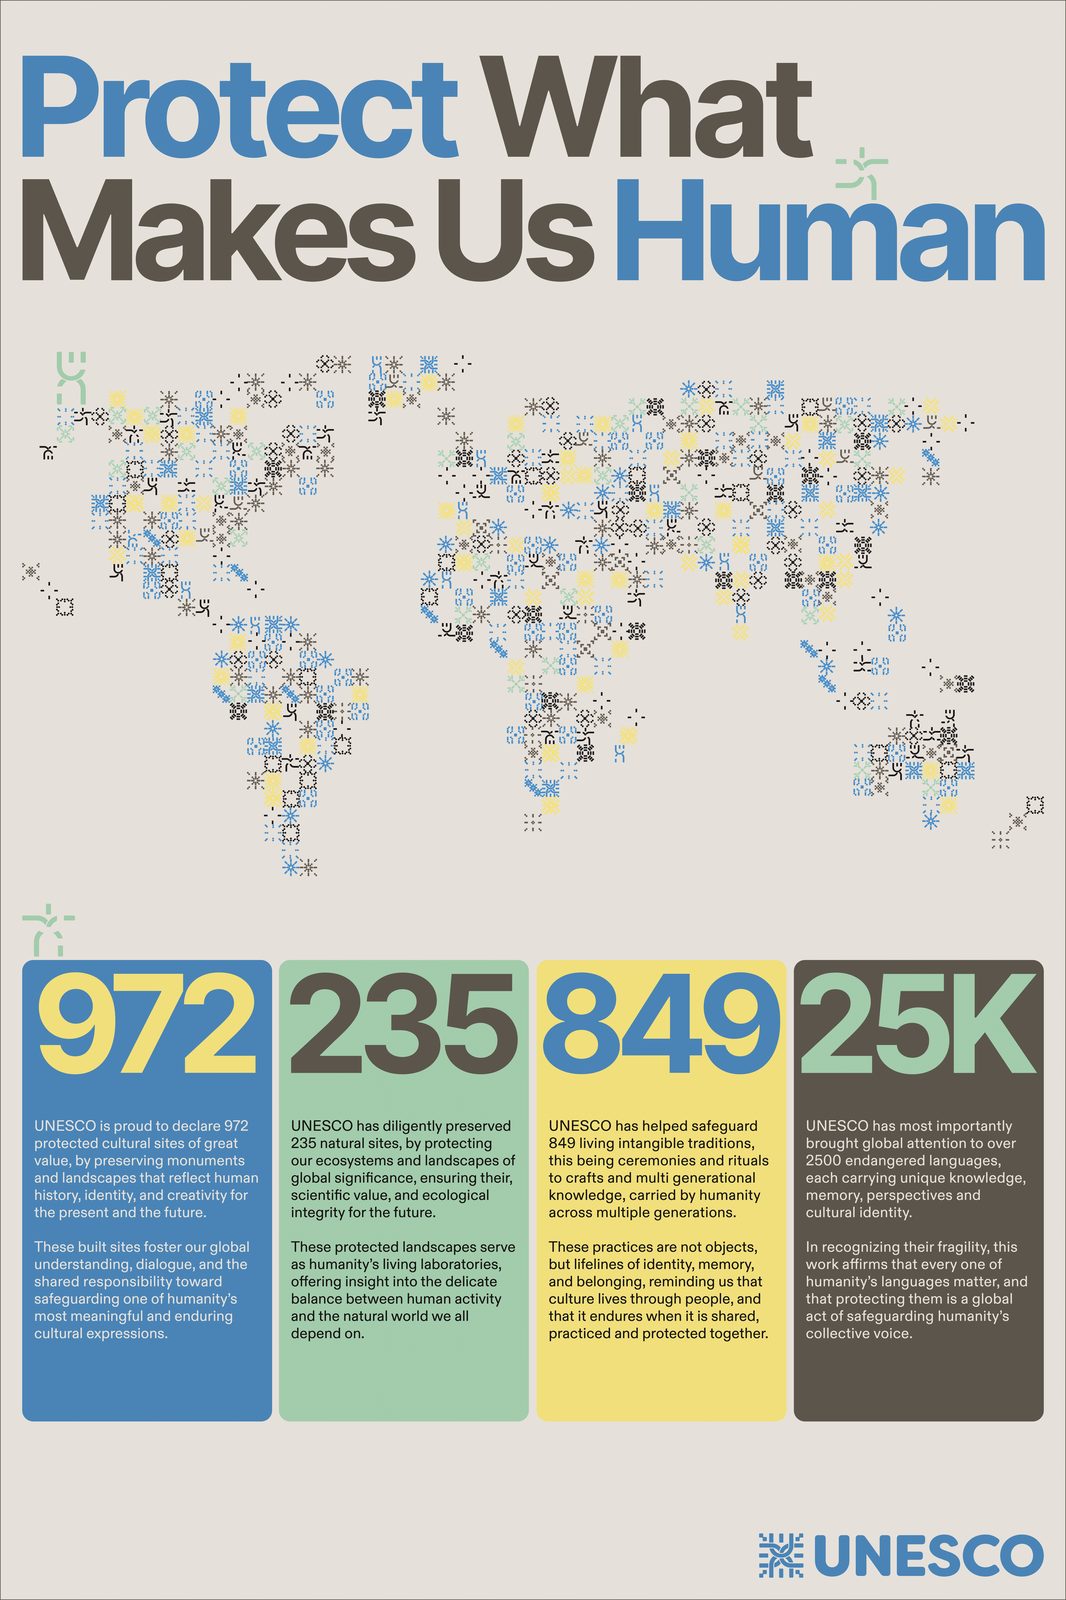 Protect What
Makes Us Human
972
UNESCO is proud to declare 972
protected cultural sites of great
value, by preserving monuments
and landscapes that reflect human
history, identity, and creativity for
the present and the future.
These built sites foster our global
understanding, dialogue, and the
shared responsibility toward
safeguarding one of humanity's
most meaningful and enduring
cultural expressions.
235
UNESCO has diligently preserved
235 natural sites, by protecting
our ecosystems and landscapes of
global significance, ensuring their,
scientific value, and ecological
integrity for the future.
These protected landscapes serve
as humanity's living laboratories,
offering insight into the delicate
balance between human activity
and the natural world we all
depend on.
849
UNESCO has helped safeguard
849 living intangible traditions,
this being ceremonies and rituals
to crafts and multi generational
knowledge, carried by humanity
across multiple generations.
These practices are not objects,
but lifelines of identity, memory,
and belonging, reminding us that
culture lives through people, and
that it endures when it is shared,
practiced and protected together.
25K
UNESCO has most importantly
brought global attention to over
2500 endangered languages,
each carrying unique knowledge,
memory, perspectives and
cultural identity.
In recognizing their fragility, this
work affirms that every one of
humanity's languages matter, and
that protecting them is a global
act of safeguarding humanity's
collective voice.
UNESCO